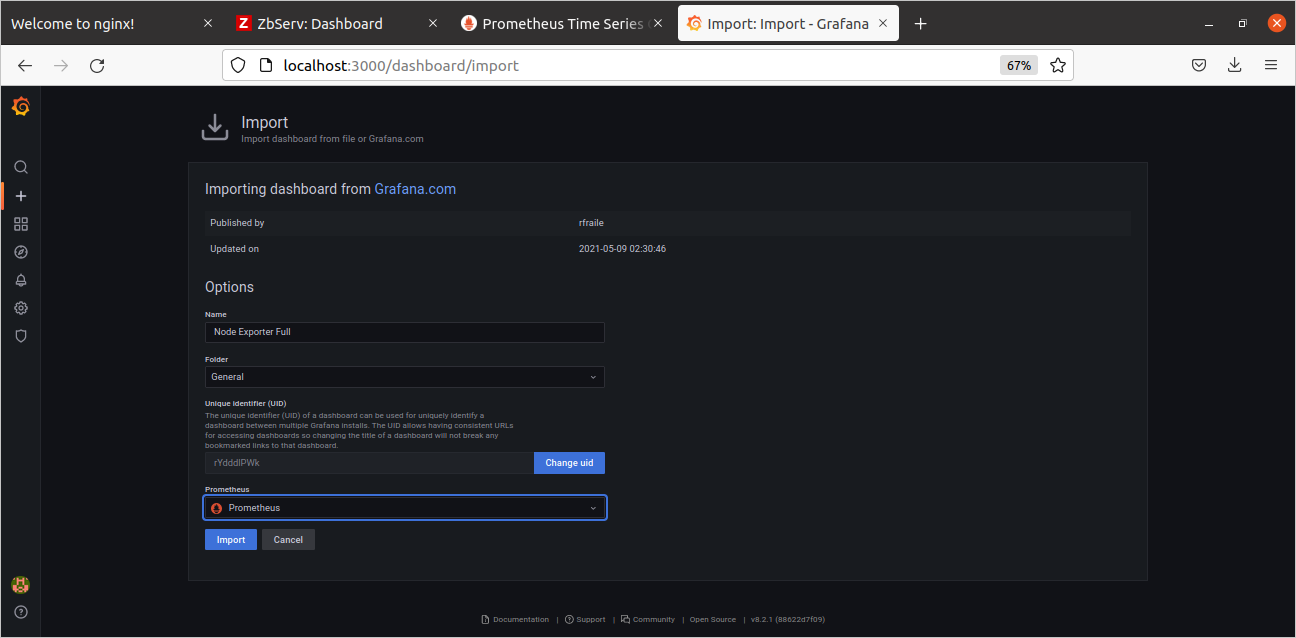 Welcome to nginx!
Z ZbServ: Dashboard
Prometheus Time Series
Import: Import - Grafana
localhost:3000/dashboard/import
67%
Import
Import dashboard from file or Grafana.com
Importing dashboard from Grafana.com
Published by rfraile
Updated on 2021-05-09 02:30:46
Options
Name
Node Exporter Full
Folder
General
Unique identifier (UID)
The unique identifier (UID) of a dashboard can be used for uniquely identify a
dashboard between multiple Grafana installs. The UID allows having consistent URLs
for accessing dashboards so changing the title of a dashboard will not break any
bookmarked links to that dashboard.
rYdddlPWk
Change uid
Prometheus
Prometheus
Import Cancel
Documentation | Support | Community | Open Source | v8.2.1 (88622d7f09)